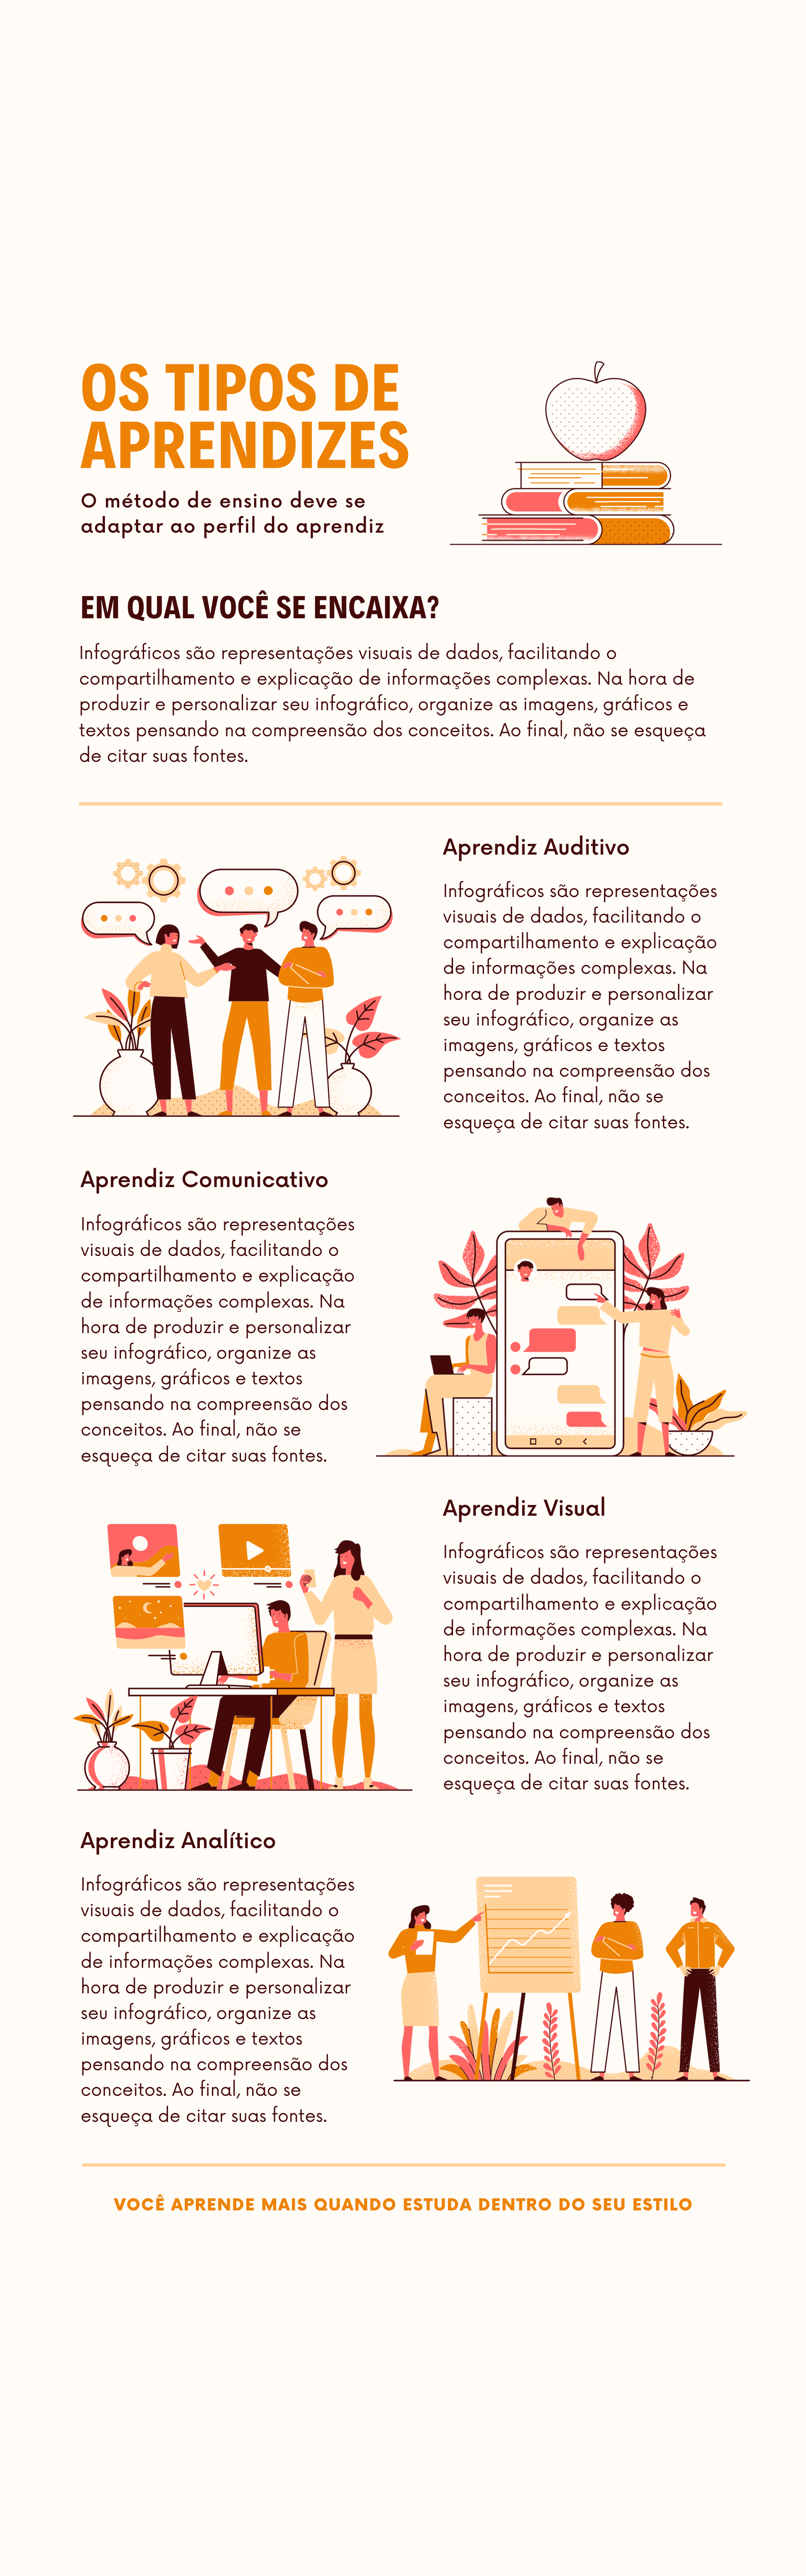 OS TIPOS DE
APRENDIZES
O método de ensino deve se
adaptar ao perfil do aprendiz
EM QUAL VOCÊ SE ENCAIXA?
Infográficos são representações visuais de dados, facilitando o
compartilhamento e explicação de informações complexas. Na hora de
produzir e personalizar seu infográfico, organize as imagens, gráficos e
textos pensando na compreensão dos conceitos. Ao final, não se esqueça
de citar suas fontes.
Aprendiz Auditivo
Infográficos são representações
visuais de dados, facilitando o
compartilhamento e explicação
de informações complexas. Na
hora de produzir e personalizar
seu infográfico, organize as
imagens, gráficos e textos
pensando na compreensão dos
conceitos. Ao final, não se
esqueça de citar suas fontes.
Aprendiz Comunicativo
Infográficos são representações
visuais de dados, facilitando o
compartilhamento e explicação
de informações complexas. Na
hora de produzir e personalizar
seu infográfico, organize as
imagens, gráficos e textos
pensando na compreensão dos
conceitos. Ao final, não se
esqueça de citar suas fontes.
Aprendiz Visual
Infográficos são representações
visuais de dados, facilitando o
compartilhamento e explicação
de informações complexas. Na
hora de produzir e personalizar
seu infográfico, organize as
imagens, gráficos e textos
pensando na compreensão dos
conceitos. Ao final, não se
esqueça de citar suas fontes.
Aprendiz Analítico
Infográficos são representações
visuais de dados, facilitando o
compartilhamento e explicação
de informações complexas. Na
hora de produzir e personalizar
seu infográfico, organize as
imagens, gráficos e textos
pensando na compreensão dos
conceitos. Ao final, não se
esqueça de citar suas fontes.
VOCÊ APRENDE MAIS QUANDO ESTUDA DENTRO DO SEU ESTILO